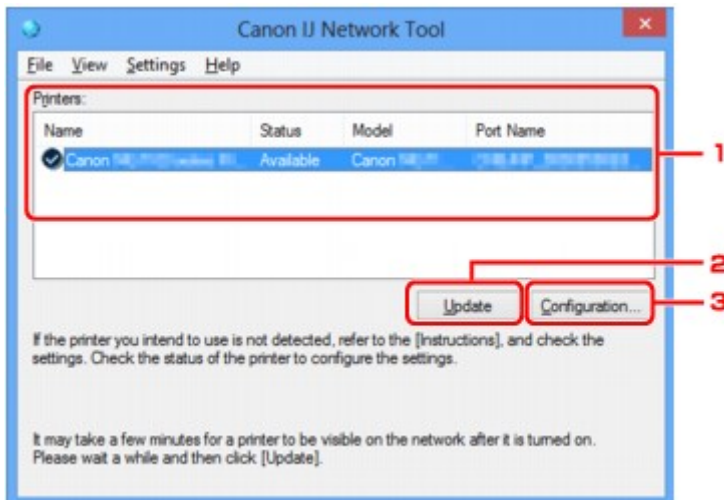 Canon IJ Network Tool
File View Settings Help
Printers:
Name Status Model Port Name
Canon Available Canon
1
2
Update Configuration...
3
If the printer you intend to use is not detected, refer to the [Instructions], and check the
settings. Check the status of the printer to configure the settings.
It may take a few minutes for a printer to be visible on the network after it is turned on.
Please wait a while and then click [Update].